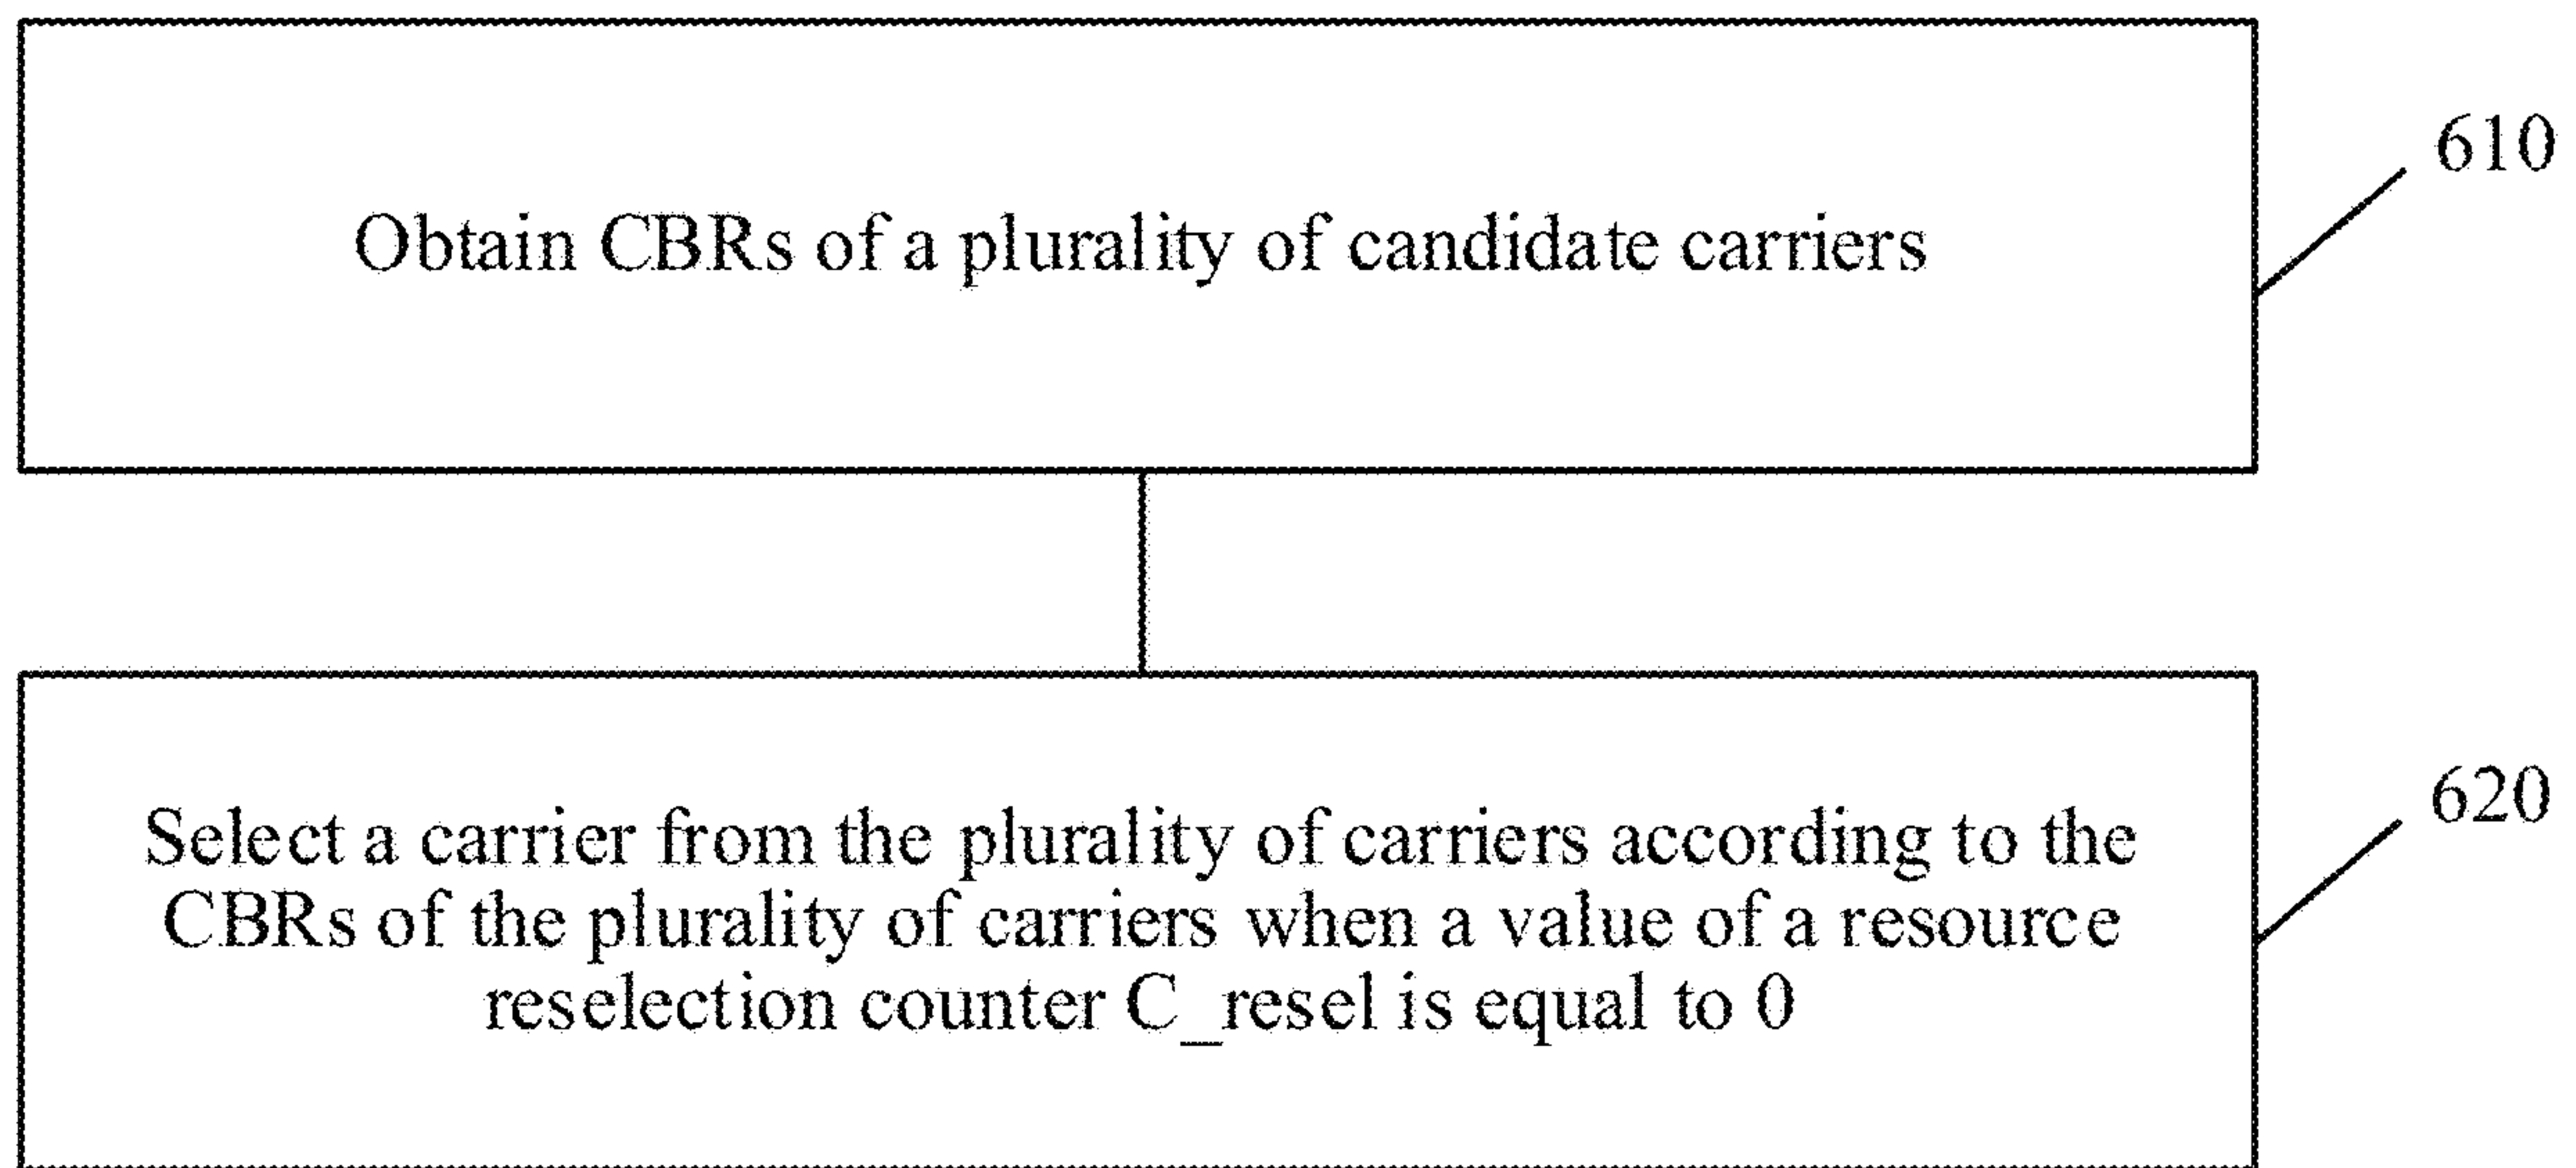 610
Obtain CBRs of a plurality of candidate carriers
620
Select a carrier from the plurality of carriers according to the
CBRs of the plurality of carriers when a value of a resource
reselection counter C_resel is equal to 0